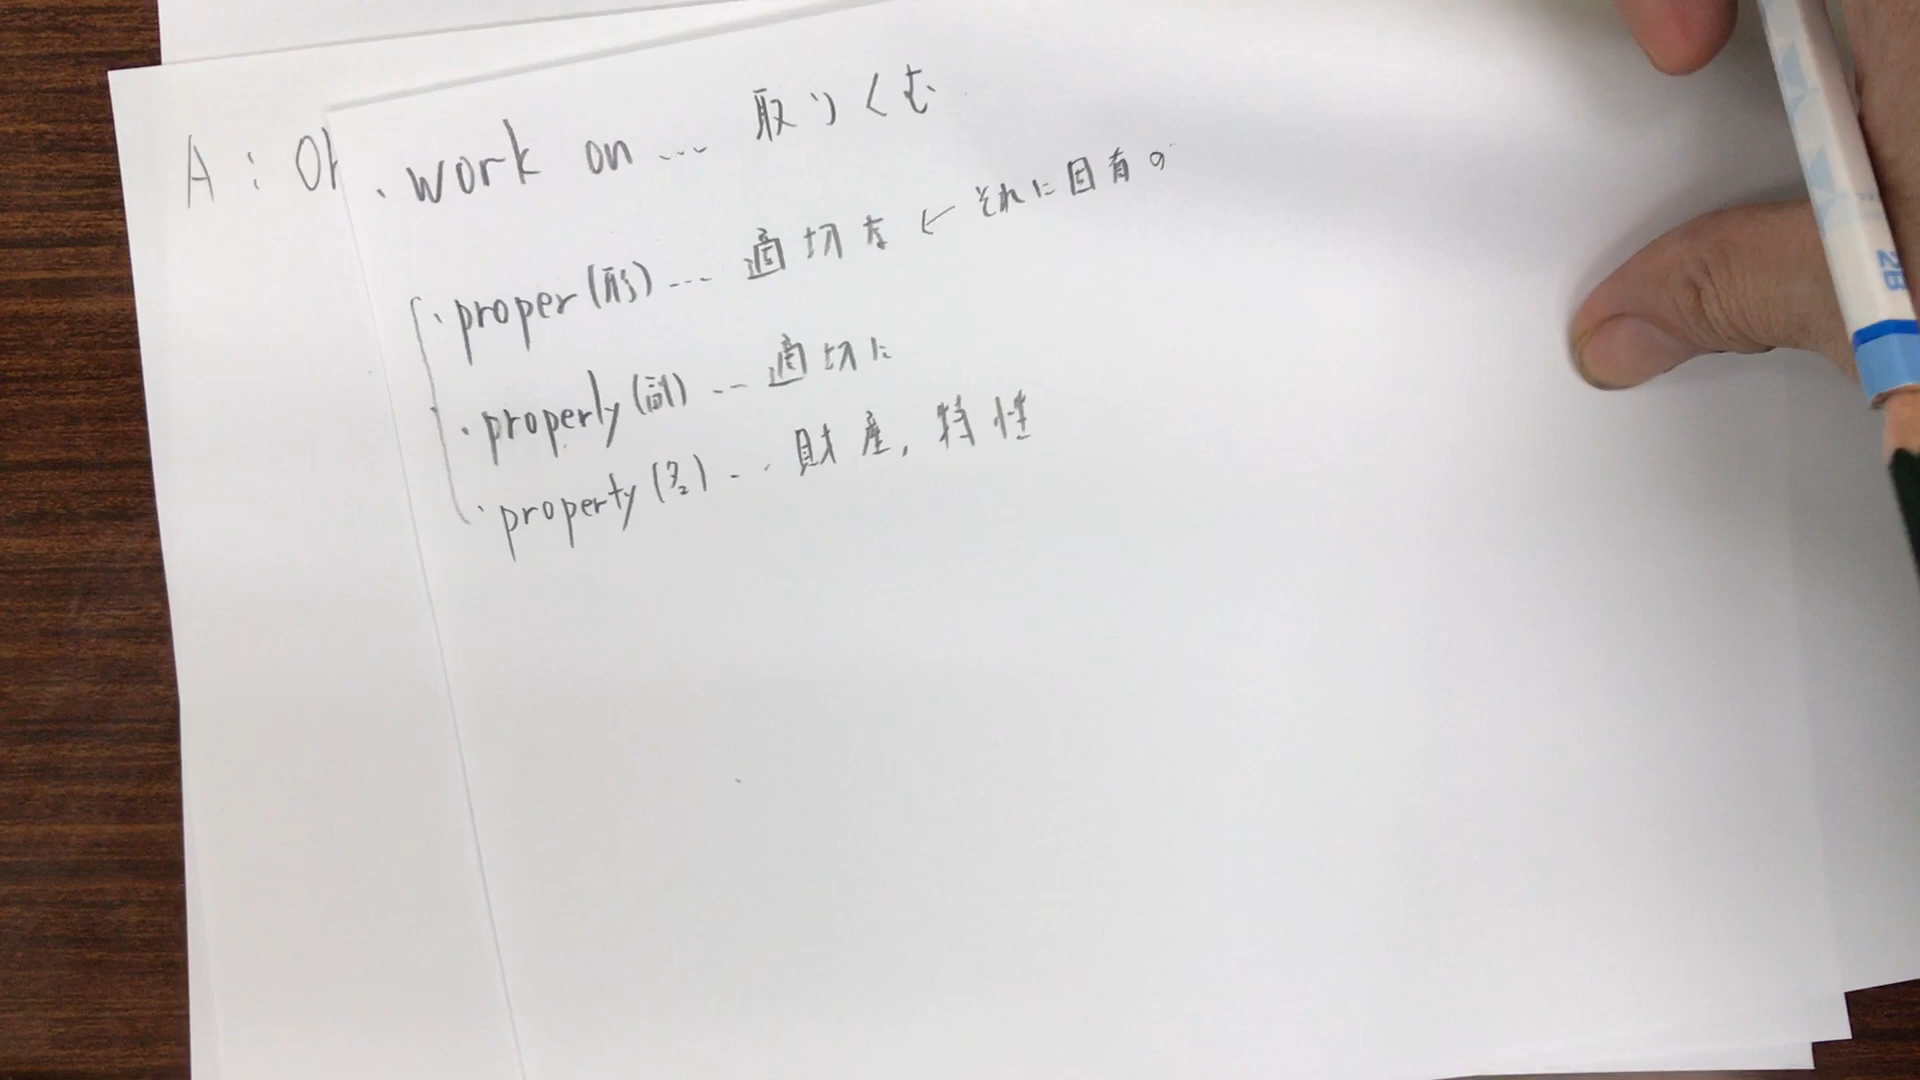 A : Oh
・work on … 取りくむ
・proper (形) … 適切な ← それに固有の
・properly (副) … 適切に
・property (名) … 財産, 特性
2B